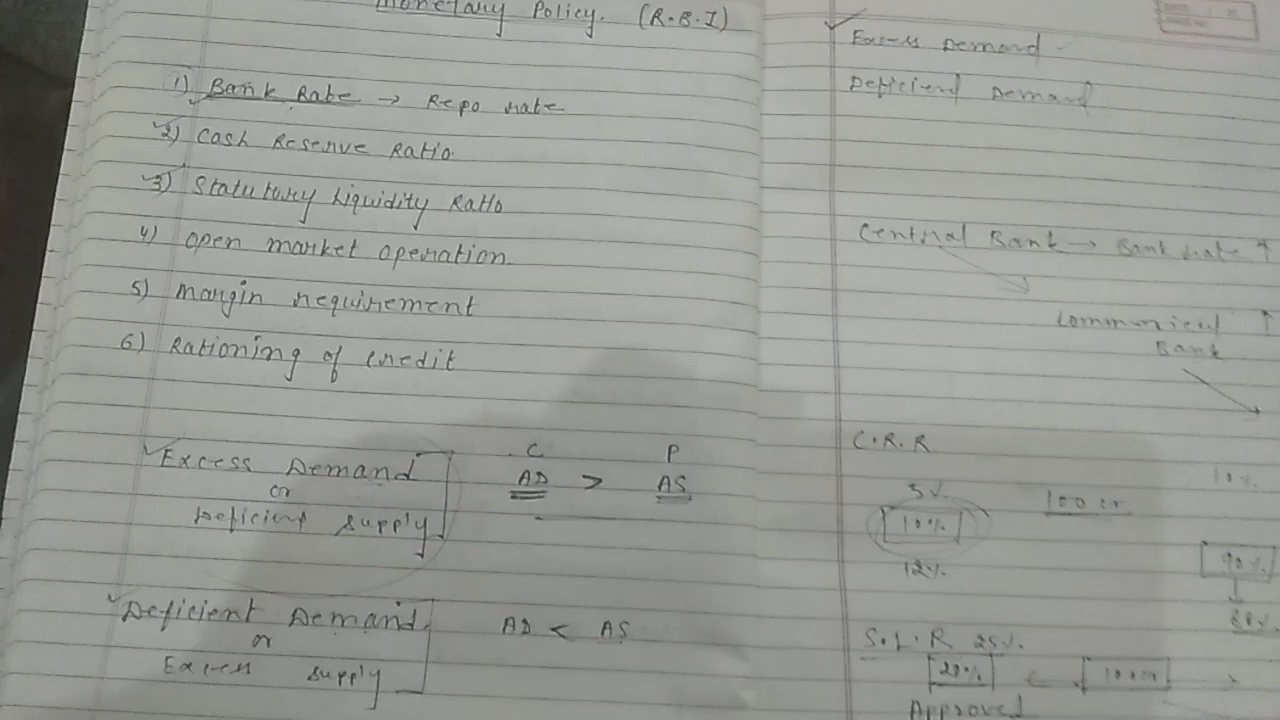 Monetary Policy. (R.B.I)
1) Bank Rate → Repo rate
2) Cash Reserve Ratio
3) Statutory Liquidity Ratio
4) Open market operation.
5) Margin requirement
6) Rationing of credit
Excess Demand
or
Deficient supply
C P
AD > AS
Deficient Demand
or
Excess supply
AD < AS
Excess Demand
Deficient Demand
Central Bank → Bank rate ↑
Commercial ↑
Bank
C.R.R
10%
100 cr
10%
12%
90%
88%
S.L.R 25%
20%
Approved